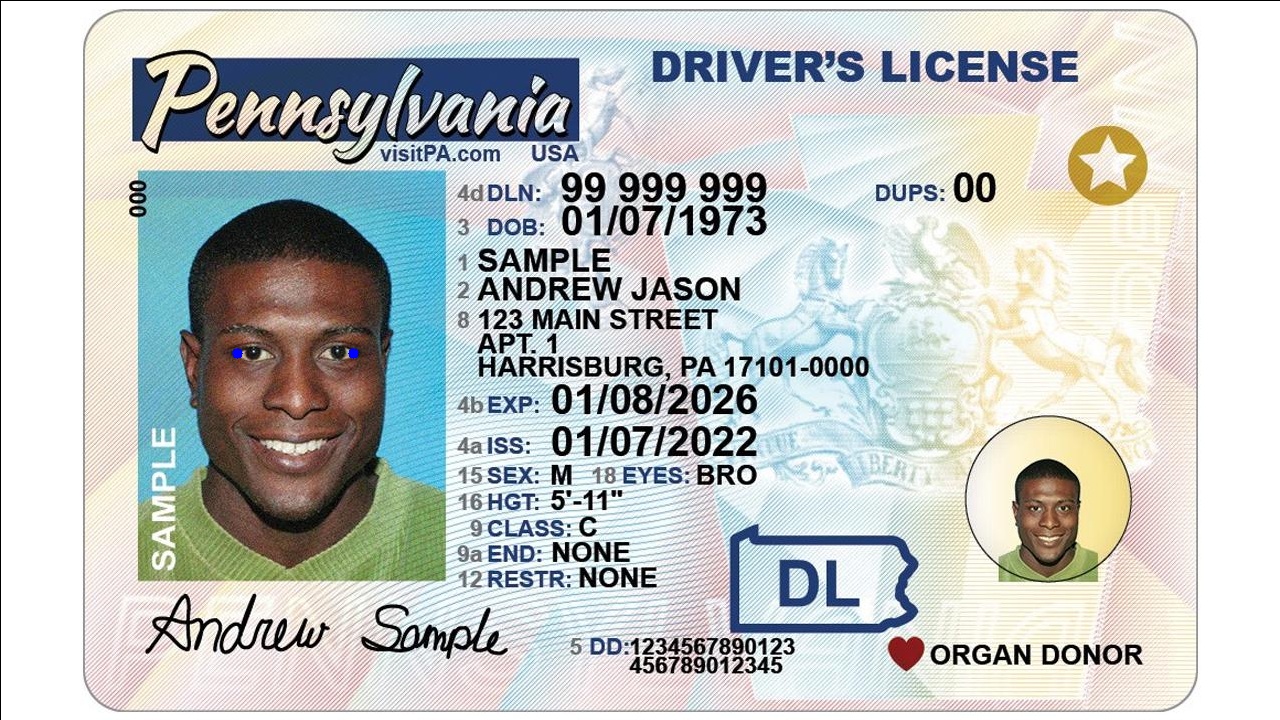 Pennsylvania
DRIVER'S LICENSE
visitPA.com USA
000
4d DLN: 99 999 999 DUPS: 00
3 DOB: 01/07/1973
1 SAMPLE
2 ANDREW JASON
8 123 MAIN STREET
APT. 1
HARRISBURG, PA 17101-0000
4b EXP: 01/08/2026
4a ISS: 01/07/2022
15 SEX: M 18 EYES: BRO
16 HGT: 5'-11"
9 CLASS: C
9a END: NONE
12 RESTR: NONE
SAMPLE
DL
Andrew Sample
5 DD:1234567890123
456789012345
ORGAN DONOR